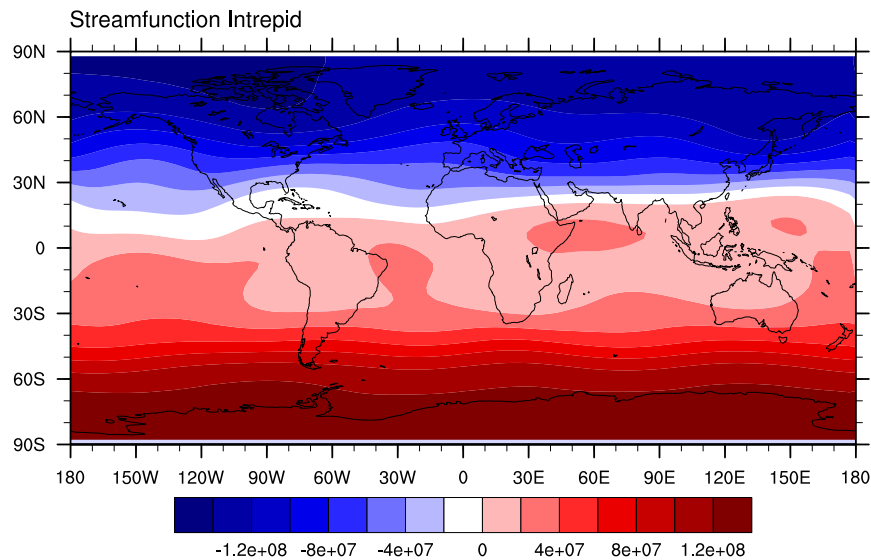 Streamfunction Intrepid
90N
60N
30N
0
30S
60S
90S
180 150W 120W 90W 60W 30W 0 30E 60E 90E 120E 150E 180
-1.2e+08 -8e+07 -4e+07 0 4e+07 8e+07 1.2e+08